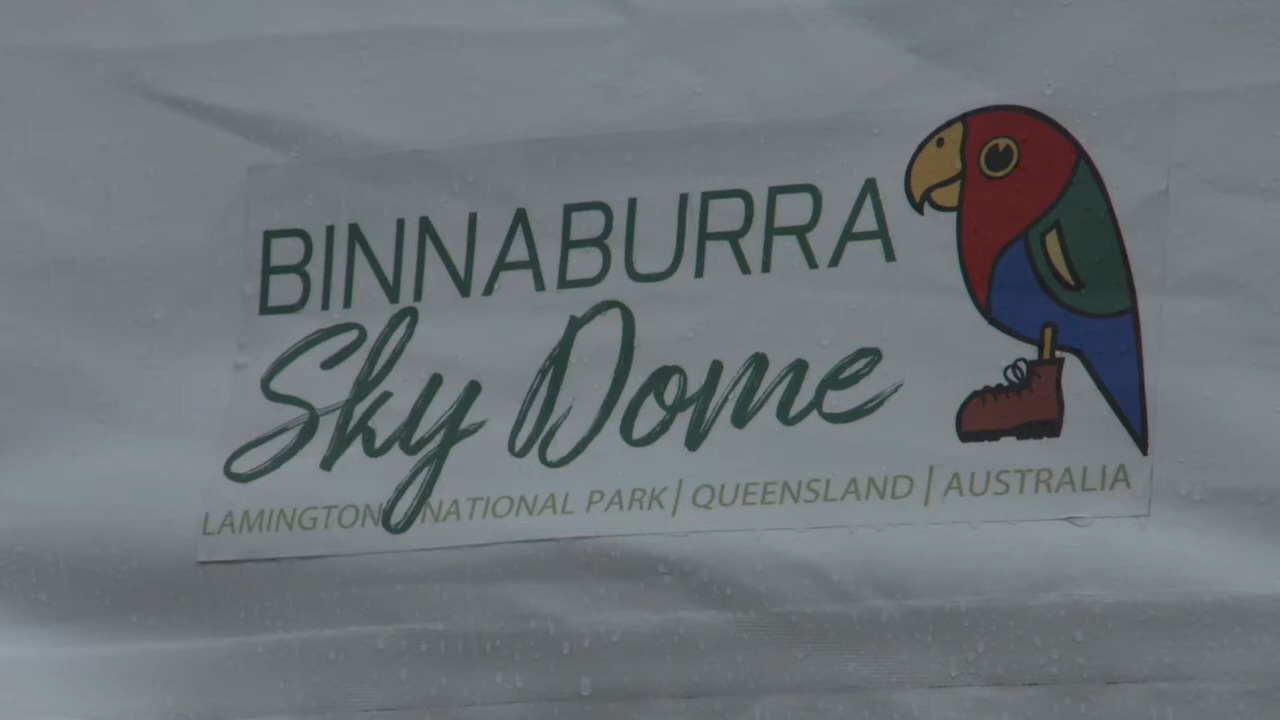 BINNABURRA
Sky Dome
LAMINGTON NATIONAL PARK | QUEENSLAND | AUSTRALIA